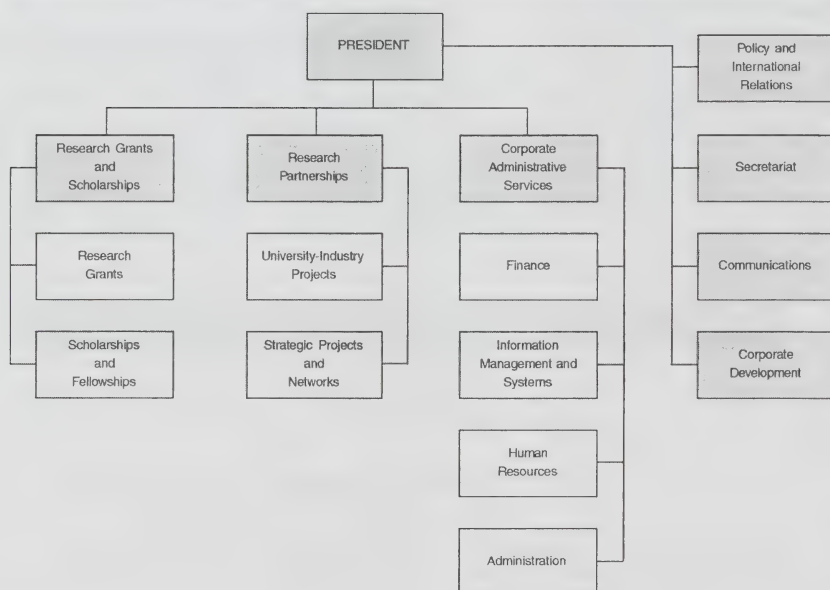 PRESIDENT
Policy and
International
Relations
Research Grants
and
Scholarships
Research
Partnerships
Corporate
Administrative
Services
Secretariat
Research
Grants
University-Industry
Projects
Finance
Communications
Scholarships
and
Fellowships
Strategic Projects
and
Networks
Information
Management and
Systems
Corporate
Development
Human
Resources
Administration